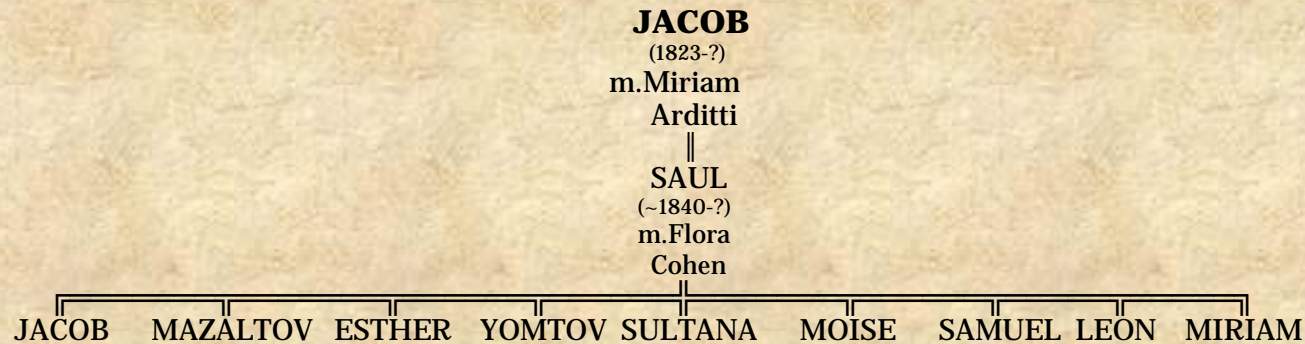 JACOB
(1823-?)
m.Miriam
Arditti
SAUL
(~1840-?)
m.Flora
Cohen
JACOB MAZALTOV ESTHER YOMTOV SULTANA MOISE SAMUEL LEON MIRIAM